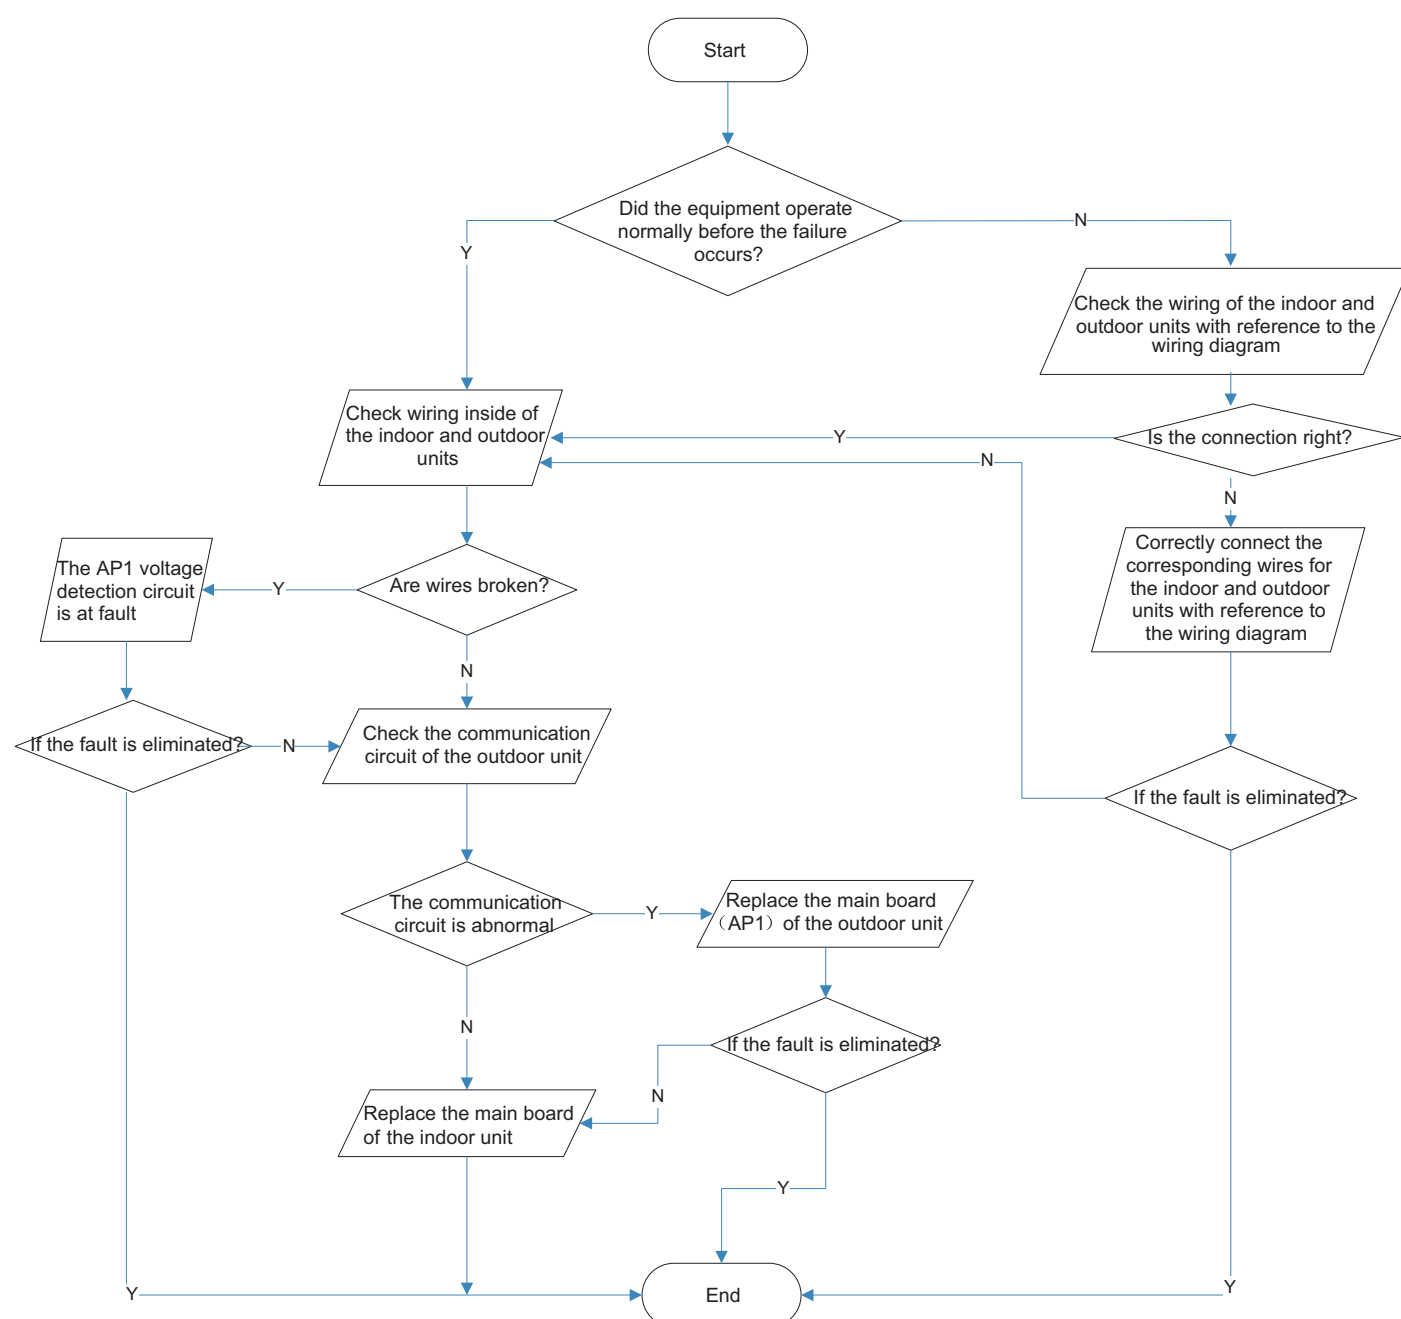 Start
Did the equipment operate
normally before the failure
occurs?
Y
N
Check the wiring of the indoor and
outdoor units with reference to the
wiring diagram
Check wiring inside of
the indoor and outdoor
units
Y
Is the connection right?
N
N
Correctly connect the
corresponding wires for
the indoor and outdoor
units with reference to
the wiring diagram
The AP1 voltage
detection circuit
is at fault
Y
Are wires broken?
N
If the fault is eliminated?
N
Check the communication
circuit of the outdoor unit
If the fault is eliminated?
The communication
circuit is abnormal
Y
Replace the main board
（AP1）of the outdoor unit
N
If the fault is eliminated?
N
Replace the main board
of the indoor unit
Y
Y
End
Y